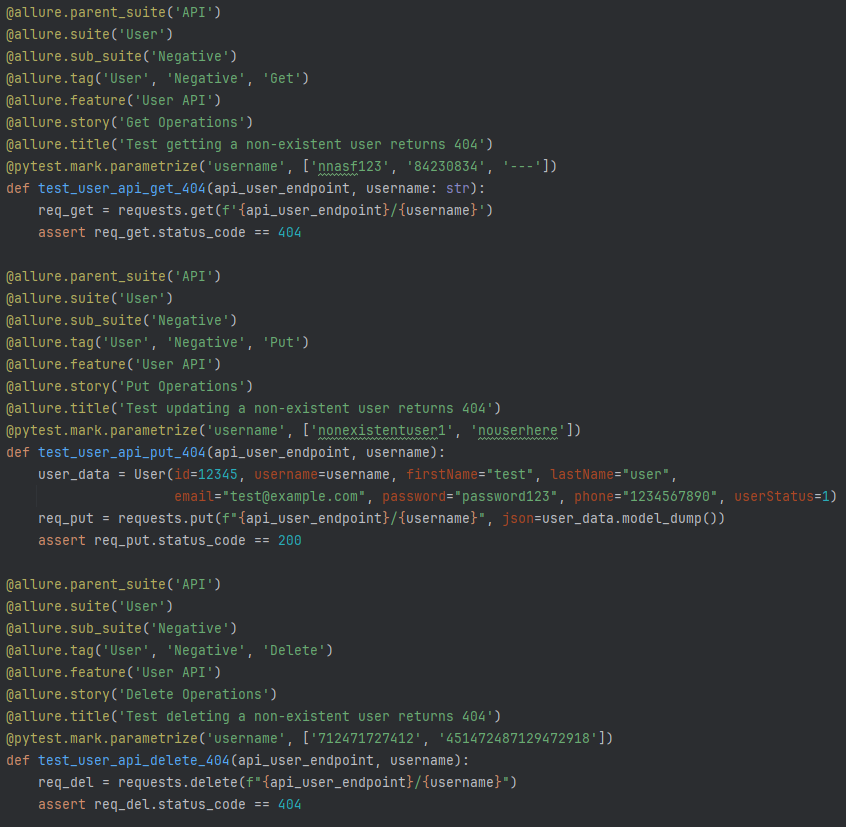 @allure.parent_suite('API')
@allure.suite('User')
@allure.sub_suite('Negative')
@allure.tag('User', 'Negative', 'Get')
@allure.feature('User API')
@allure.story('Get Operations')
@allure.title('Test getting a non-existent user returns 404')
@pytest.mark.parametrize('username', ['nnasf123', '84230834', '---'])
def test_user_api_get_404(api_user_endpoint, username: str):
    req_get = requests.get(f'{api_user_endpoint}/{username}')
    assert req_get.status_code == 404

@allure.parent_suite('API')
@allure.suite('User')
@allure.sub_suite('Negative')
@allure.tag('User', 'Negative', 'Put')
@allure.feature('User API')
@allure.story('Put Operations')
@allure.title('Test updating a non-existent user returns 404')
@pytest.mark.parametrize('username', ['nonexistentuser1', 'nouserhere'])
def test_user_api_put_404(api_user_endpoint, username):
    user_data = User(id=12345, username=username, firstName="test", lastName="user",
                     email="test@example.com", password="password123", phone="1234567890", userStatus=1)
    req_put = requests.put(f"{api_user_endpoint}/{username}", json=user_data.model_dump())
    assert req_put.status_code == 200

@allure.parent_suite('API')
@allure.suite('User')
@allure.sub_suite('Negative')
@allure.tag('User', 'Negative', 'Delete')
@allure.feature('User API')
@allure.story('Delete Operations')
@allure.title('Test deleting a non-existent user returns 404')
@pytest.mark.parametrize('username', ['712471727412', '451472487129472918'])
def test_user_api_delete_404(api_user_endpoint, username):
    req_del = requests.delete(f"{api_user_endpoint}/{username}")
    assert req_del.status_code == 404